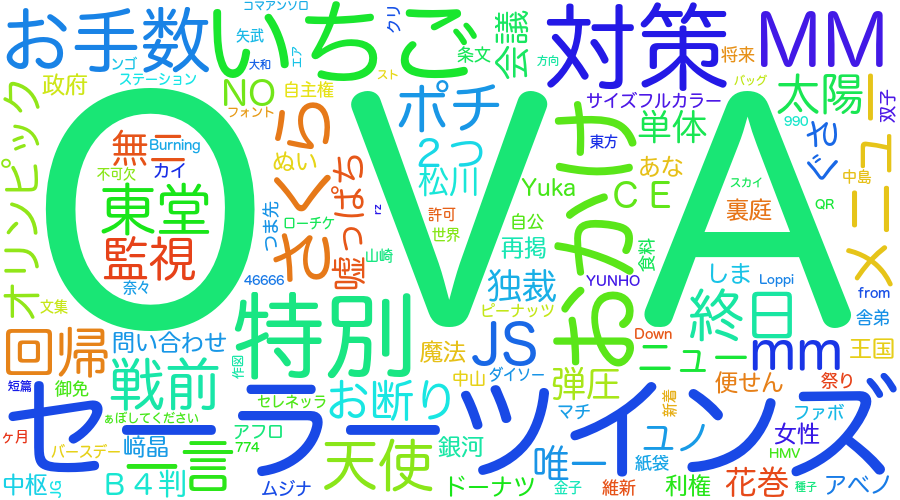 コマアンソロ
クリ
お手数
いちご
対策
MM
矢武
エア
条文
会議
方向
将来
ンゴ
大和
政府
ステーション
スト
バッグ
NO
自主権
ポチ
サイズフルカラー
太陽
双子
フォント
990
オリンピック
無二
Burning
カイ
不可欠
東堂
監視
奈々
OVA
さくら
ぬい
嘘っぱち
2つ
松川
単体
東方
ぐさ
メニュー
あな
中島
スカイ
つま先
ローチケ
rz
Yuka
CE
許可
自公
裏庭
QR
山崎
世界
再掲
食料
おかけ
46666
独裁
YUNHO
しま
Loppi
from
文集
特別
ピーナッツ
終日
舎弟
回帰
問い合わせ
作図
魔法
JS
Down
ニュー
mm
王国
短篇
御免
戦前
お断り
中山
ダイソー
弾圧
便せん
祭り
ぁぼしてください
セレネッラ
新着
セーラーツインズ
マチ
ファボ
ヶ月
アフロ
774
﨑晶
一言
天使
銀河
ユノ
女性
バースデー
唯一
紙袋
HMV
中枢
JG
B4判
ムジナ
ドーナツ
金子
維新
利権
花巻
種子
アベノ